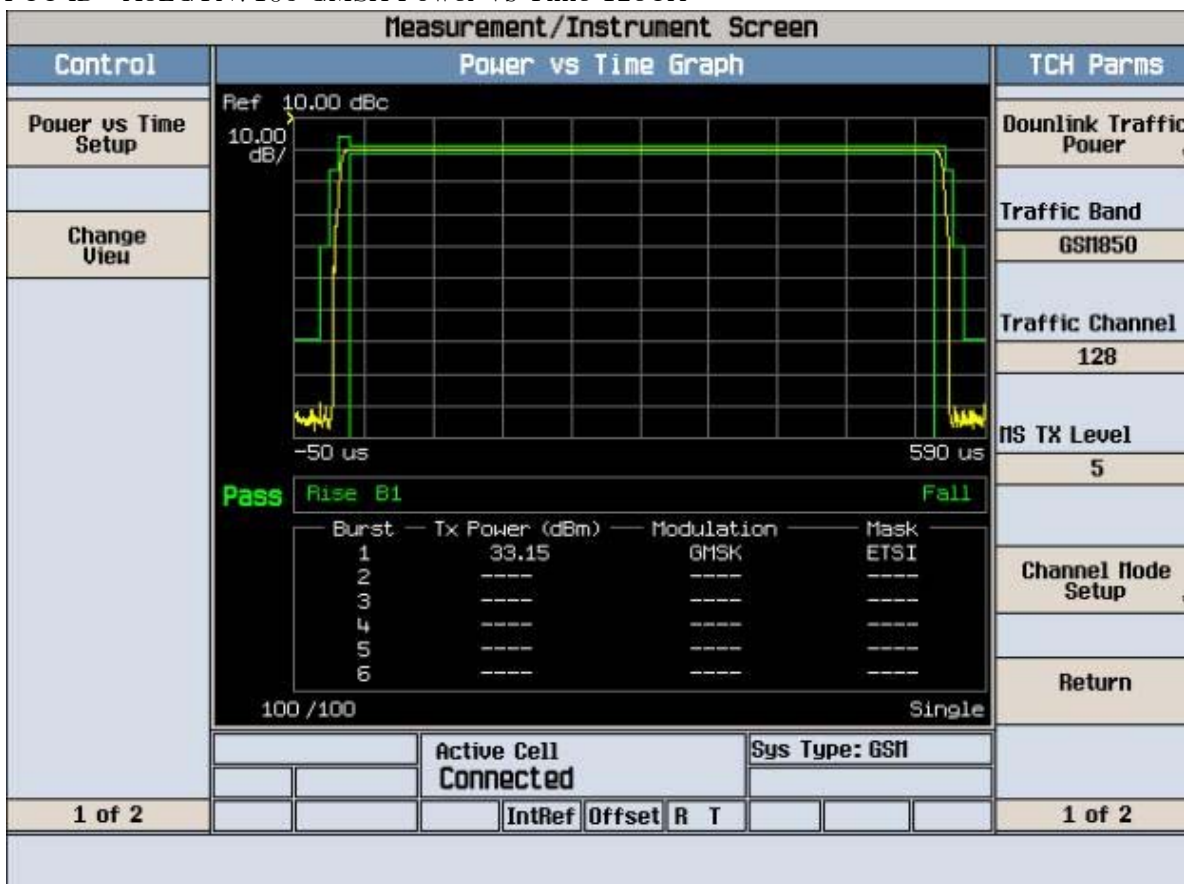 Measurement/Instrument Screen
Control
Power vs Time Graph
TCH Parms
Power vs Time
Setup
Change
View
1 of 2
Ref 10.00 dBc
10.00
dB/
-50 us
590 us
Pass
Rise B1
Fall
Burst Tx Power (dBm) Modulation Mask
1 33.15 GMSK ETSI
2 ---- ---- ----
3 ---- ---- ----
4 ---- ---- ----
5 ---- ---- ----
6 ---- ---- ----
100 /100
Single
Active Cell
Connected
Sys Type: GSM
IntRef Offset R T
Downlink Traffic
Power
Traffic Band
GSM850
Traffic Channel
128
MS TX Level
5
Channel Mode
Setup
Return
1 of 2